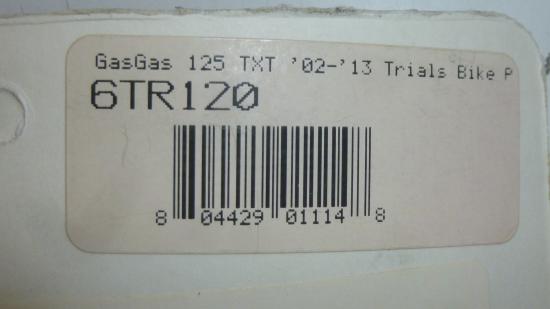 GasGas 125 TXT '02-'13 Trials Bike P
6TR120
8 04429 01114 8